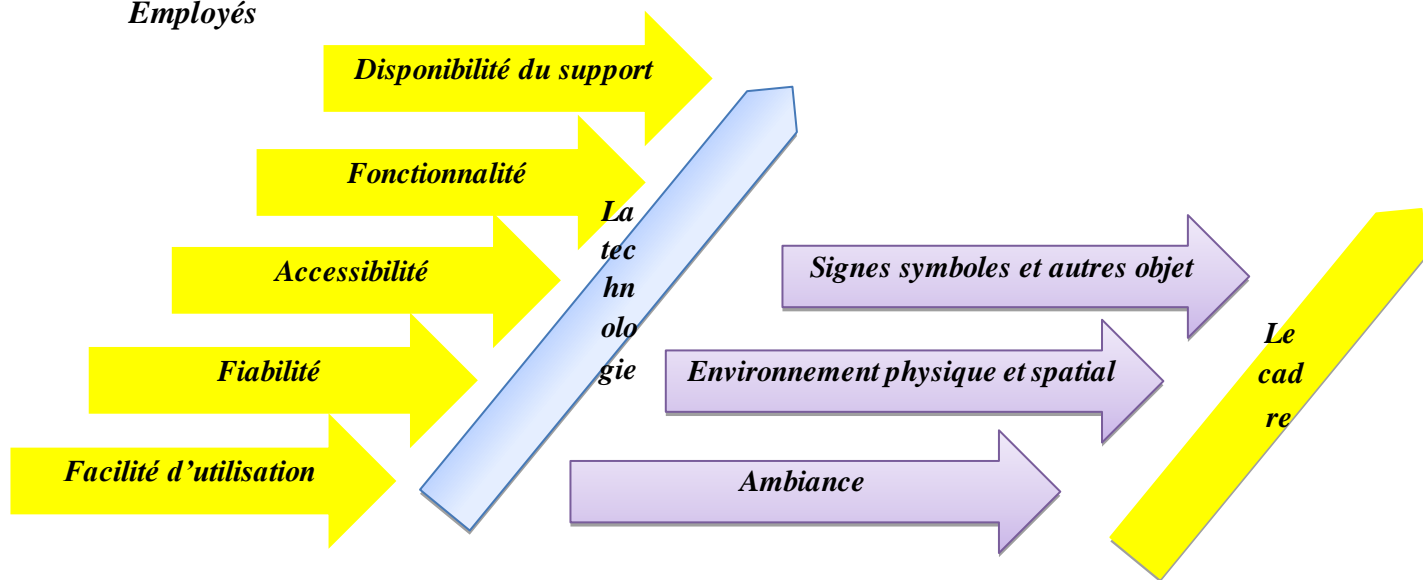 Employés
Disponibilité du support
Fonctionnalité
Accessibilité
Fiabilité
Facilité d’utilisation
La
tec
hn
olo
gie
Signes symboles et autres objet
Environnement physique et spatial
Ambiance
Le
cad
re